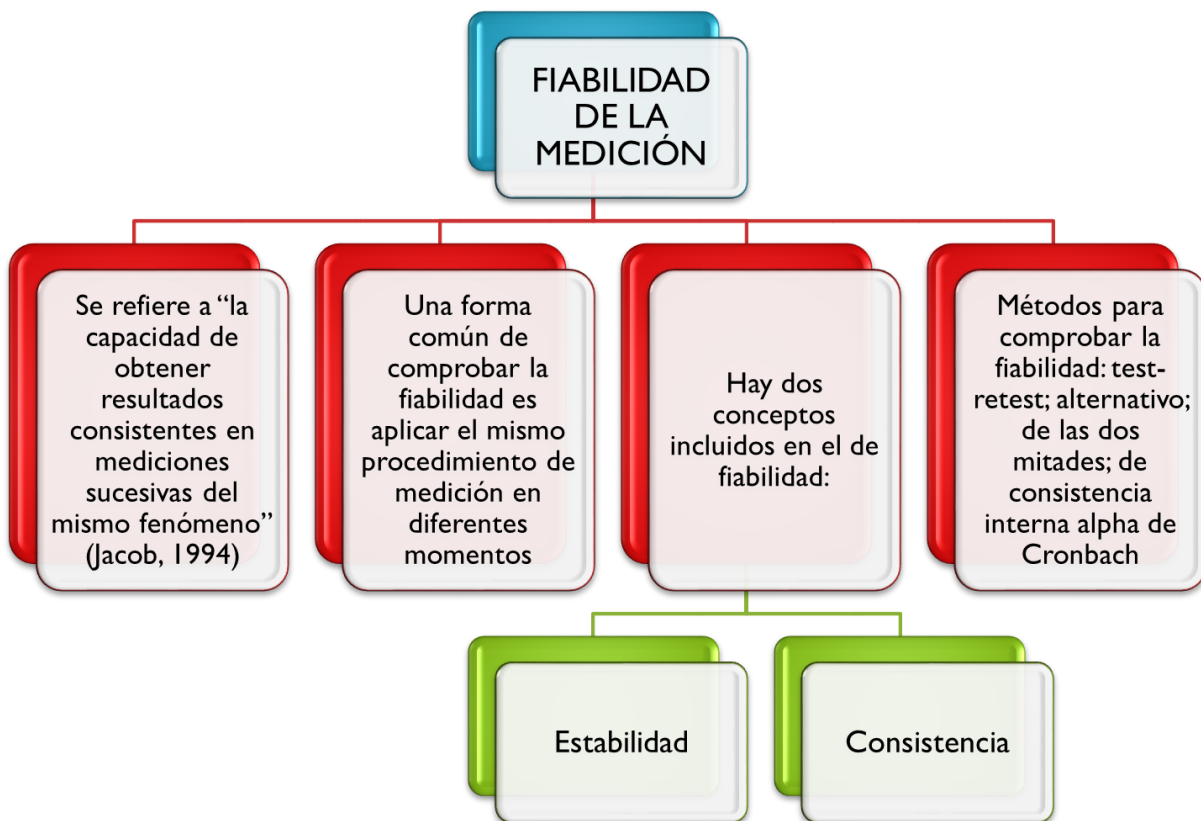 FIABILIDAD
DE LA
MEDICIÓN
Se refiere a “la
capacidad de
obtener
resultados
consistentes en
mediciones
sucesivas del
mismo fenómeno”
(Jacob, 1994)
Una forma
común de
comprobar la
fiabilidad es
aplicar el mismo
procedimiento de
medición en
diferentes
momentos
Hay dos
conceptos
incluidos en el de
fiabilidad:
Métodos para
comprobar la
fiabilidad: test-
retest; alternativo;
de las dos
mitades; de
consistencia
interna alpha de
Cronbach
Estabilidad
Consistencia